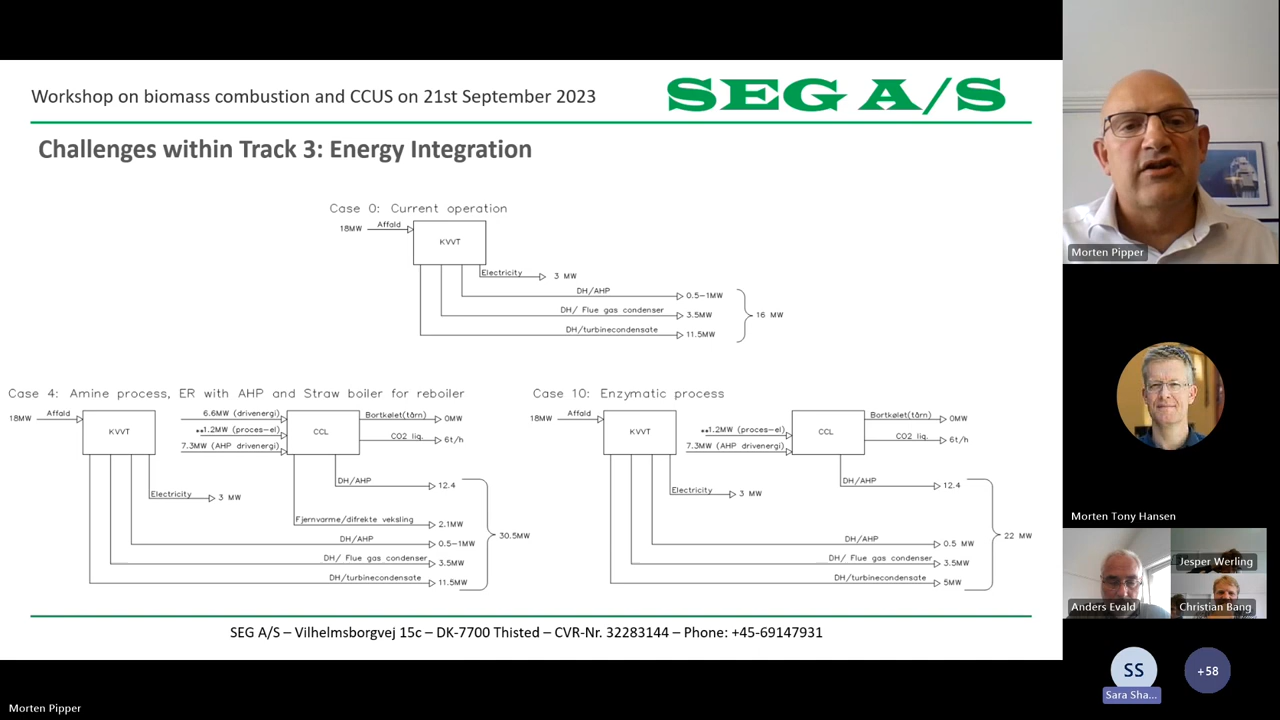 Workshop on biomass combustion and CCUS on 21st September 2023
SEG A/S
Challenges within Track 3: Energy Integration
Case 0: Current operation
18MW
Affald
KVVT
Electricity
3 MW
DH/AHP
0.5-1MW
DH/ Flue gas condenser
3.5MW
16 MW
DH/turbinecondensate
11.5MW
Case 4: Amine process, ER with AHP and Straw boiler for reboiler
18MW
Affald
KVVT
6.6MW (drivenergi)
**1.2MW (proces-el)
7.3MW (AHP drivenergi)
CCL
Bortkølet(tårn)
0MW
CO2 liq.
6t/h
DH/AHP
12.4
Electricity
3 MW
Fjernvarme/difrekte veksling
2.1MW
30.5MW
DH/AHP
0.5-1MW
DH/ Flue gas condenser
3.5MW
DH/turbinecondensate
11.5MW
Case 10: Enzymatic process
18MW
Affald
KVVT
**1.2MW (proces-el)
7.3MW (AHP drivenergi)
CCL
Bortkølet(tårn)
0MW
CO2 liq.
6t/h
DH/AHP
12.4
Electricity
3 MW
22 MW
DH/AHP
0.5 MW
DH/ Flue gas condenser
3.5MW
DH/turbinecondensate
5MW
SEG A/S – Vilhelmsborgvej 15c – DK-7700 Thisted – CVR-Nr. 32283144 – Phone: +45-69147931
Morten Pipper
Morten Pipper
Morten Tony Hansen
Jesper Werling
Anders Evald
Christian Bang
SS
Sara Sha...
+58